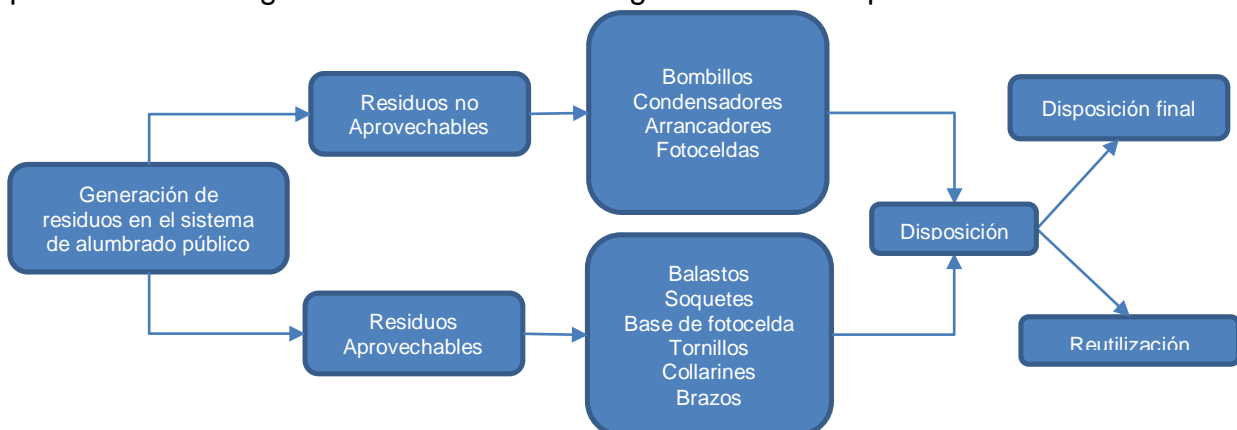 Residuos no
Aprovechables
Bombillos
Condensadores
Arrancadores
Fotoceldas
Disposición final
Generación de
residuos en el sistema
de alumbrado público
Disposición
Residuos
Aprovechables
Balastos
Soquetes
Base de fotocelda
Tornillos
Collarines
Brazos
Reutilización